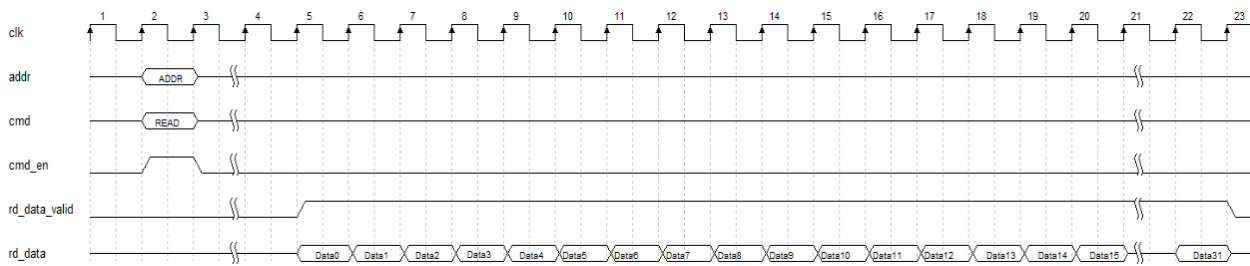 1 2 3 4 5 6 7 8 9 10 11 12 13 14 15 16 17 18 19 20 21 22 23
clk
addr ADDR
cmd READ
cmd_en
rd_data_valid
rd_data Data0 Data1 Data2 Data3 Data4 Data5 Data6 Data7 Data8 Data9 Data10 Data11 Data12 Data13 Data14 Data15 Data31